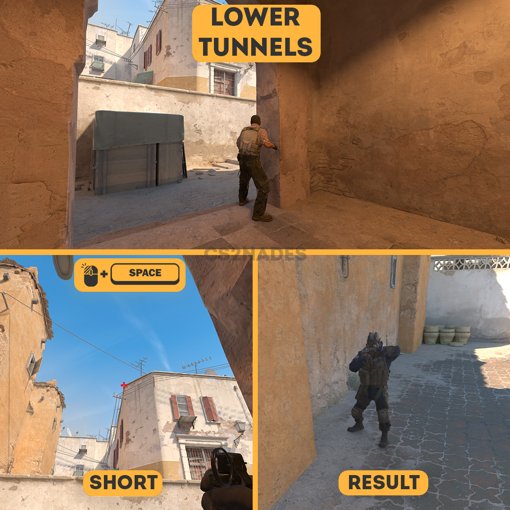 LOWER
TUNNELS
CS2NADES
+ SPACE
SHORT
RESULT